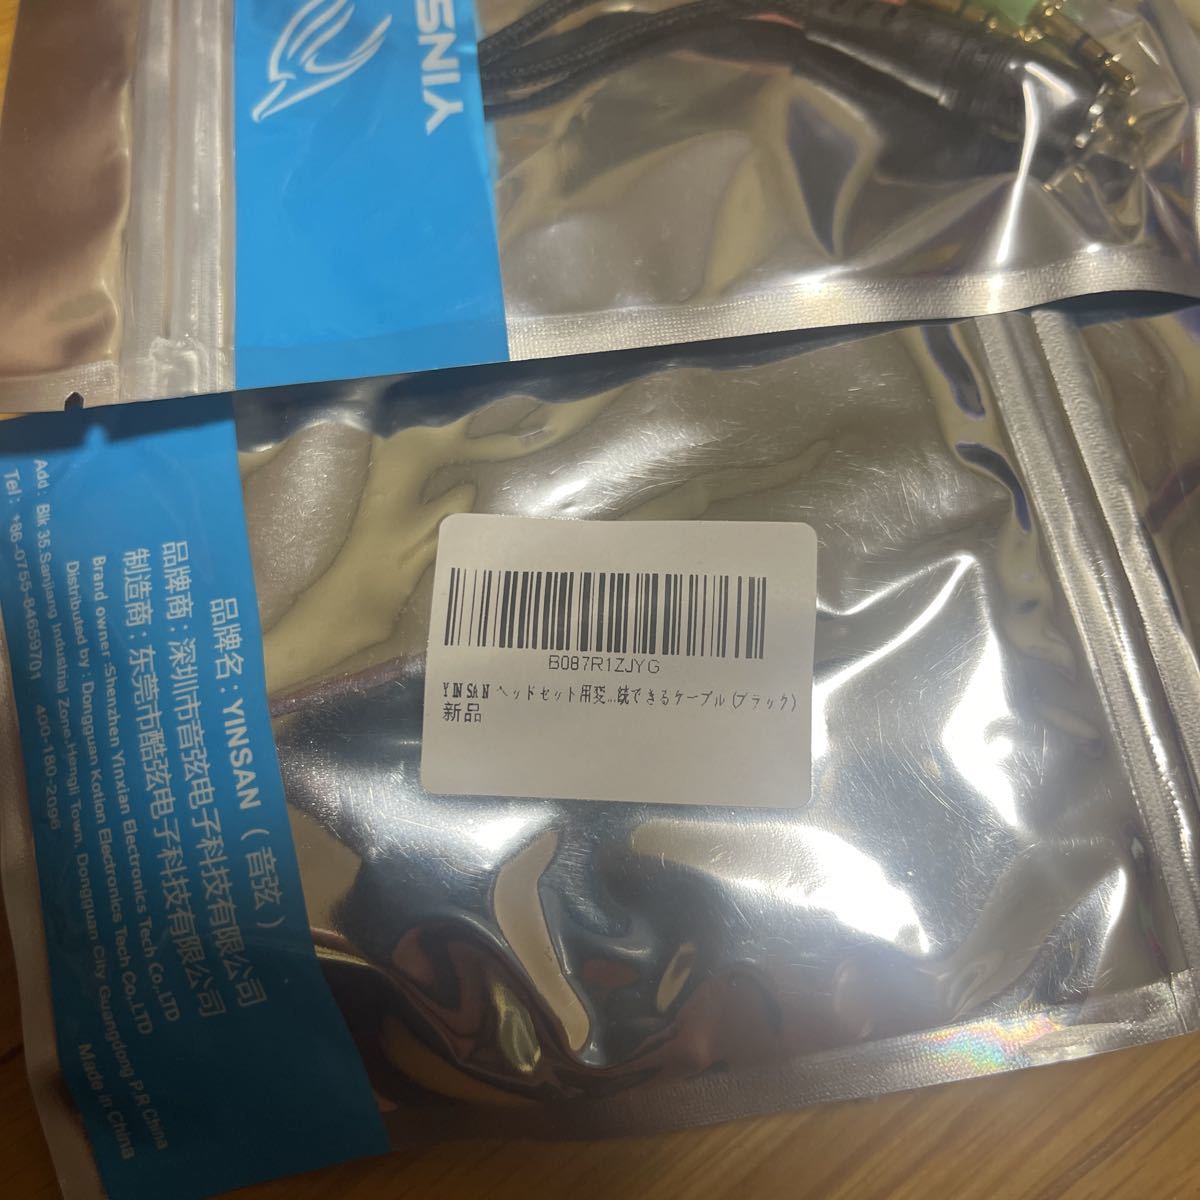 YINS
B087R1ZJYG
YINSAN ヘッドセット用変...続できるケーブル (ブラック)
新品
品牌名: YINSAN ( 音弦 )
品牌商 : 深圳市音弦电子科技有限公司
制造商 : 东莞市酷弦电子科技有限公司
Brand owner :Shenzhen Yinxian Electronics Tech Co.,LTD
Distributed by : Dongguan Kotion Electronics Tech Co.,LTD
Add : Blk 35.Sanjiang Industrial Zone,Hengli Town, Dongguan City Guangdong, P.R China
Tel : +86-0755-84659701 400-180-2096 Made in China